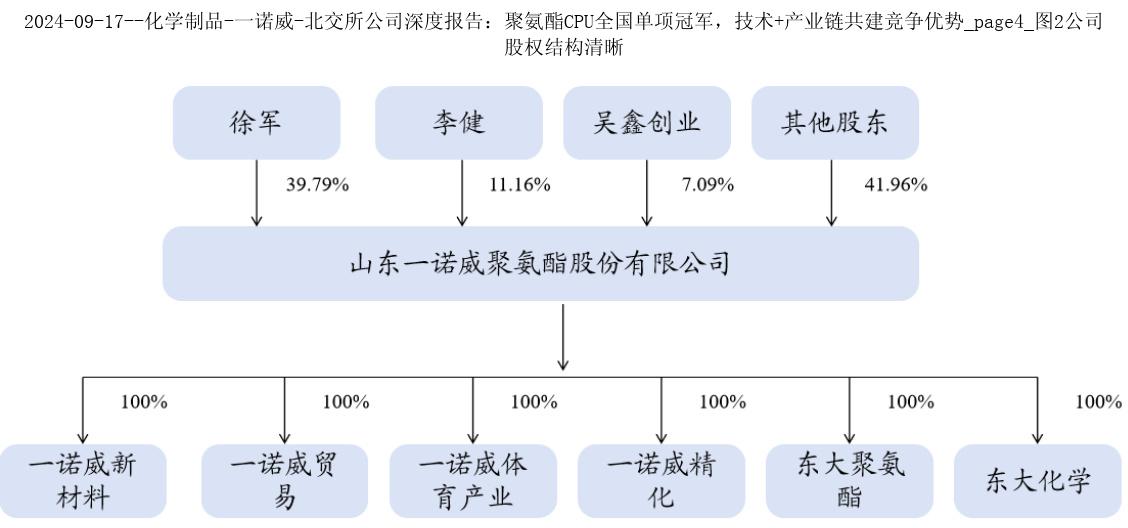 2024-09-17--化学制品-一诺威-北交所公司深度报告：聚氨酯CPU全国单项冠军，技术+产业链共建竞争优势_page4_图2公司
股权结构清晰
徐军
李健
吴鑫创业
其他股东
39.79%
11.16%
7.09%
41.96%
山东一诺威聚氨酯股份有限公司
100%
100%
100%
100%
100%
100%
一诺威新
材料
一诺威贸
易
一诺威体
育产业
一诺威精
化
东大聚氨
酯
东大化学